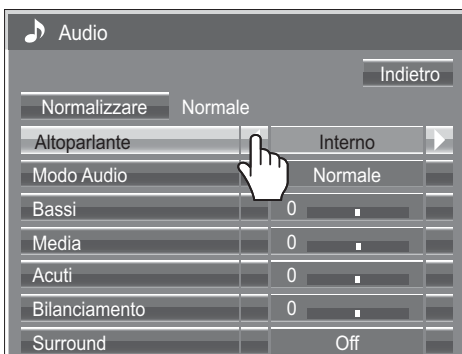 Audio
Indietro
Normalizzare Normale
Altoparlante Interno
Modo Audio Normale
Bassi 0
Media 0
Acuti 0
Bilanciamento 0
Surround Off